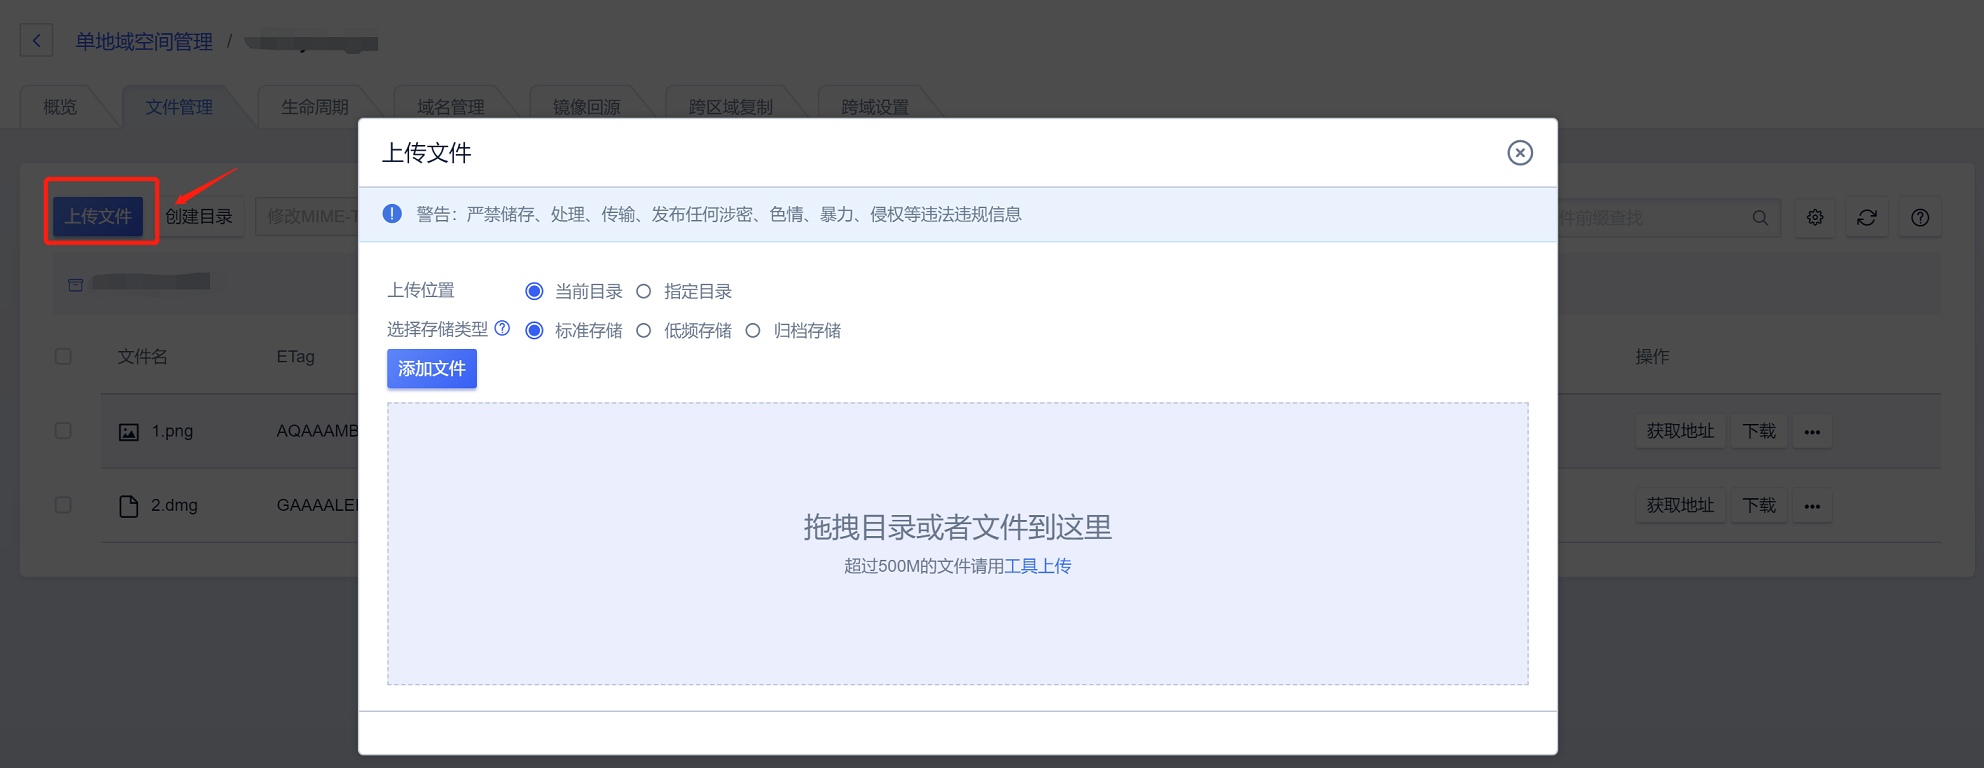 单地域空间管理 /
概览 文件管理 生命周期 域名管理 镜像回源 跨区域复制 跨域设置
上传文件
上传文件 创建目录 修改MIME-T
件前缀查找
警告：严禁储存、处理、传输、发布任何涉密、色情、暴力、侵权等违法违规信息
上传位置 当前目录 指定目录
选择存储类型 标准存储 低频存储 归档存储
文件名 ETag 操作
添加文件
1.png AQAAAMB 获取地址 下载
2.dmg GAAAALE 获取地址 下载
拖拽目录或者文件到这里
超过500M的文件请用工具上传